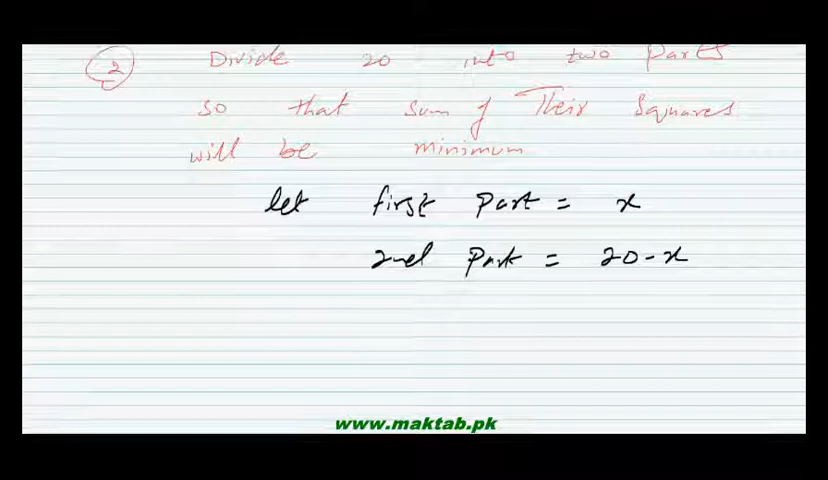 2 Divide 20 into two parts
so that sum of Their Squares
will be minimum
let first part = x
2nd part = 20-x
www.maktab.pk